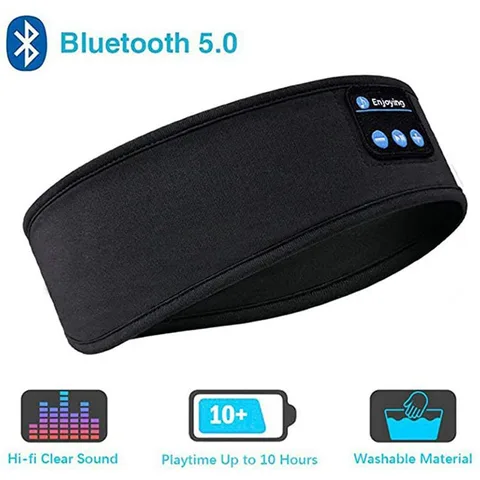 Bluetooth 5.0
Enjoying
10+
Hi-fi Clear Sound
Playtime Up to 10 Hours
Washable Material